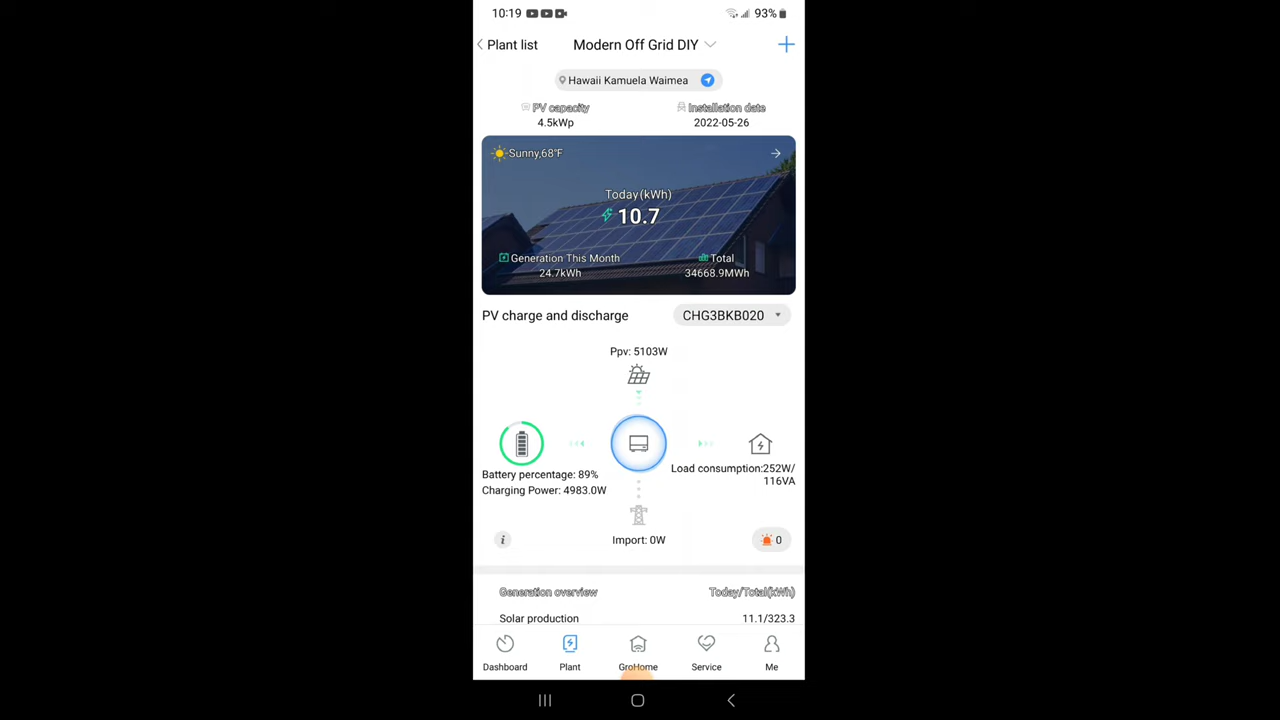 10:19
93%
Plant list
Modern Off Grid DIY
Hawaii Kamuela Waimea
PV capacity
Installation date
4.5kWp
2022-05-26
Sunny,68°F
Today(kWh)
10.7
Generation This Month
Total
24.7kWh
34668.9MWh
PV charge and discharge
CHG3BKB020
Ppv: 5103W
Battery percentage: 89%
Charging Power: 4983.0W
Load consumption:252W/
116VA
Import: 0W
i
0
Generation overview
Today/Total(kWh)
Solar production
11.1/323.3
Dashboard
Plant
GroHome
Service
Me